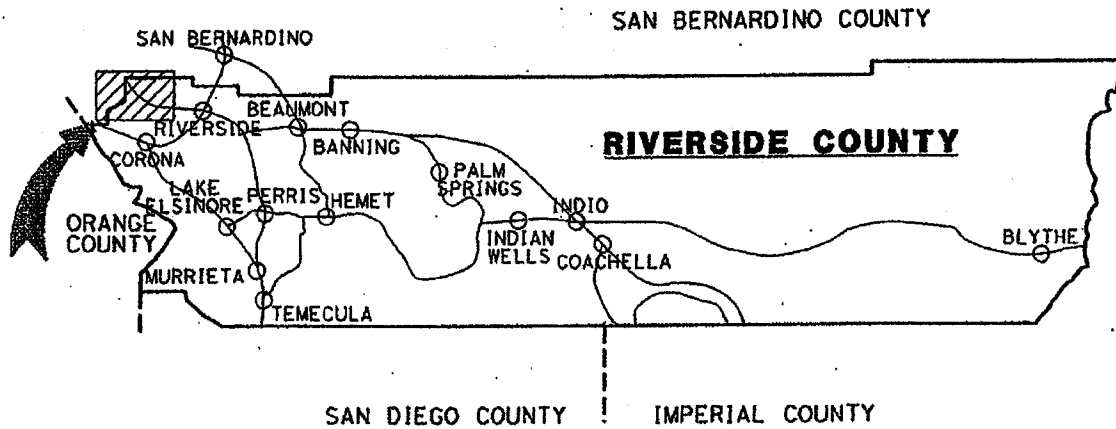 SAN BERNARDINO COUNTY
SAN BERNARDINO
BEAUMONT
RIVERSIDE
BANNING
RIVERSIDE COUNTY
CORONA
PALM
SPRINGS
LAKE
ELSINORE
PERRIS
HEMET
ORANGE
COUNTY
INDIO
INDIAN
WELLS
BLYTHE
COACHELLA
MURRIETA
TEMECULA
SAN DIEGO COUNTY
IMPERIAL COUNTY